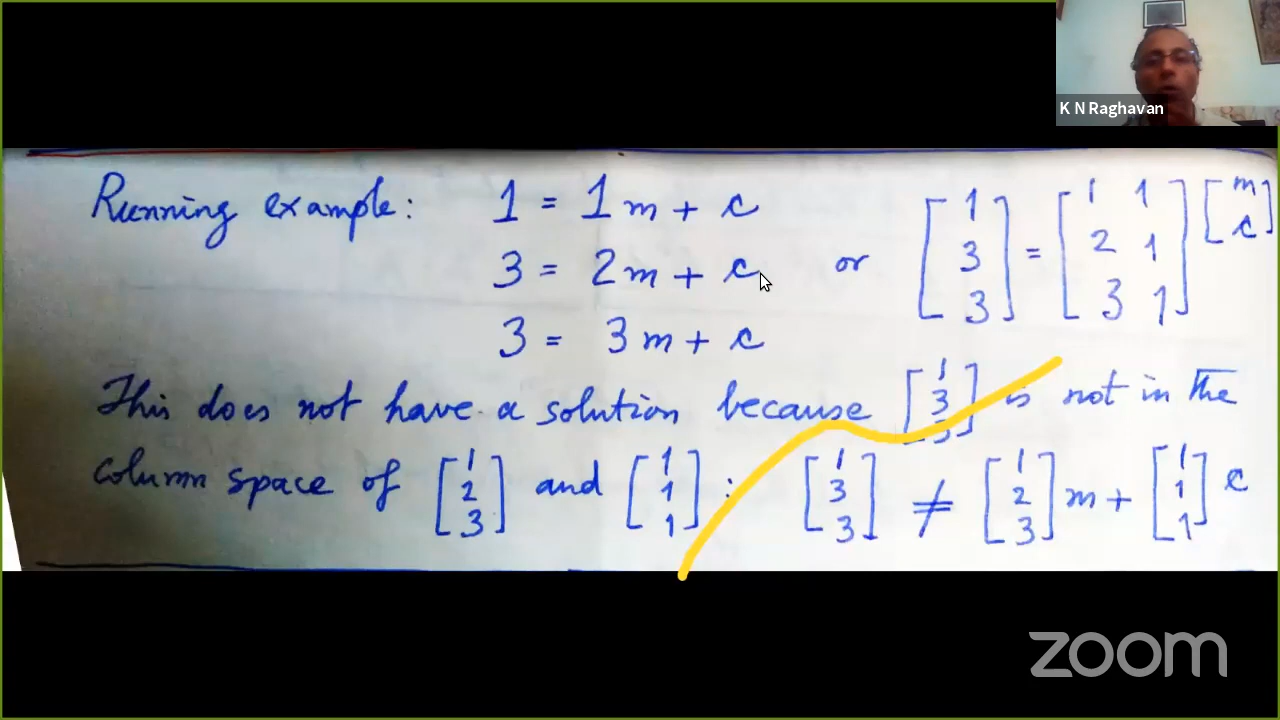 K N Raghavan
Running example: 1 = 1m + c
3 = 2m + c or [1 3 3] = [1 1 2 1 3 1] [m c]
3 = 3m + c
This does not have a solution because [1 3 3] is not in the
column space of [1 2 3] and [1 1 1] : [1 3 3] ≠ [1 2 3] m + [1 1 1] c
zoom